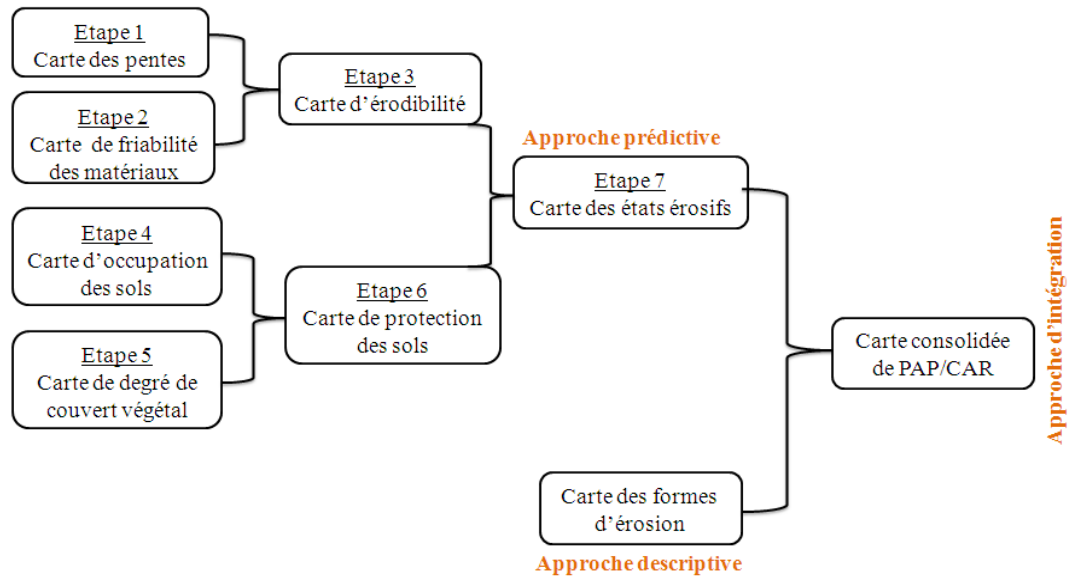 Etape 1
Carte des pentes
Etape 2
Carte de friabilité
des matériaux
Etape 3
Carte d'érodibilité
Etape 4
Carte d'occupation
des sols
Etape 5
Carte de degré de
couvert végétal
Etape 6
Carte de protection
des sols
Approche prédictive
Etape 7
Carte des états érosifs
Carte des formes
d'érosion
Approche descriptive
Carte consolidée
de PAP/CAR
Approche d'intégration